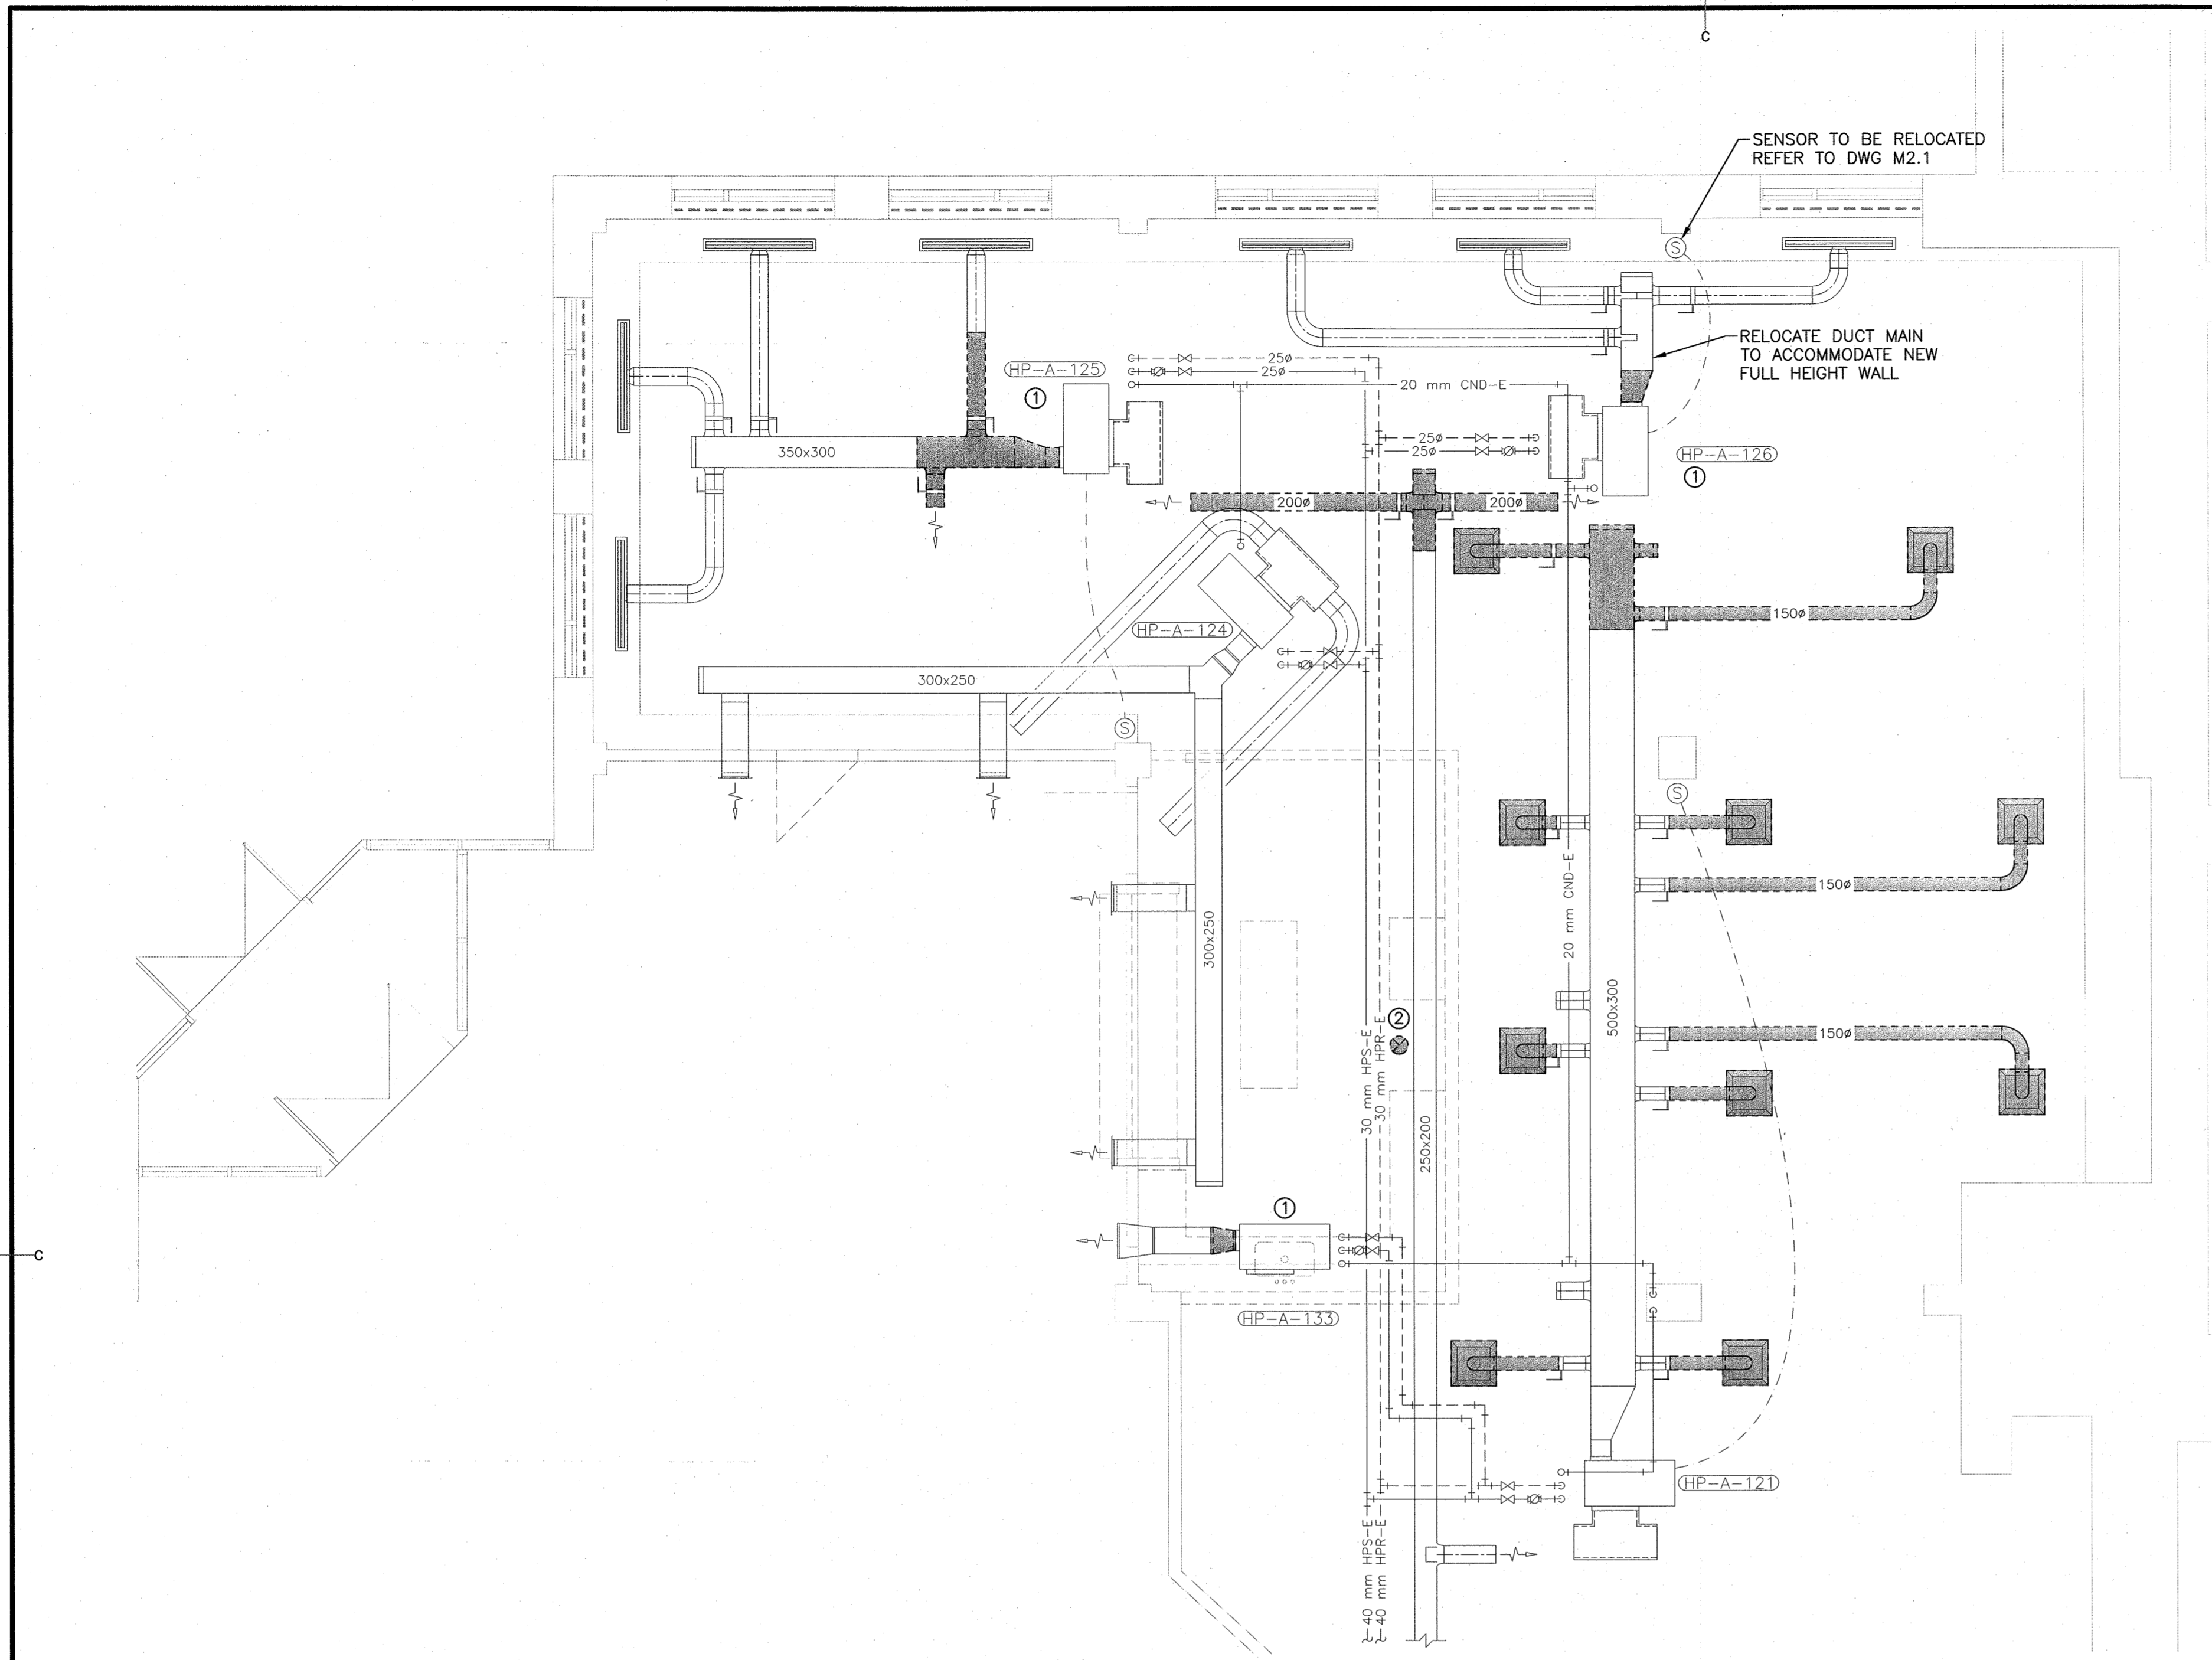 C
SENSOR TO BE RELOCATED
REFER TO DWG M2.1
S
RELOCATE DUCT MAIN
TO ACCOMMODATE NEW
FULL HEIGHT WALL
HP-A-125
1
25ø
25ø
20 mm CND-E
350x300
25ø
25ø
HP-A-126
1
200ø
200ø
HP-A-124
150ø
300x250
S
S
150ø
20 mm CND-E
300x250
500x300
2
150ø
30 mm HPS-E
30 mm HPR-E
250x200
1
C
HP-A-133
HP-A-121
40 mm HPS-E
40 mm HPR-E